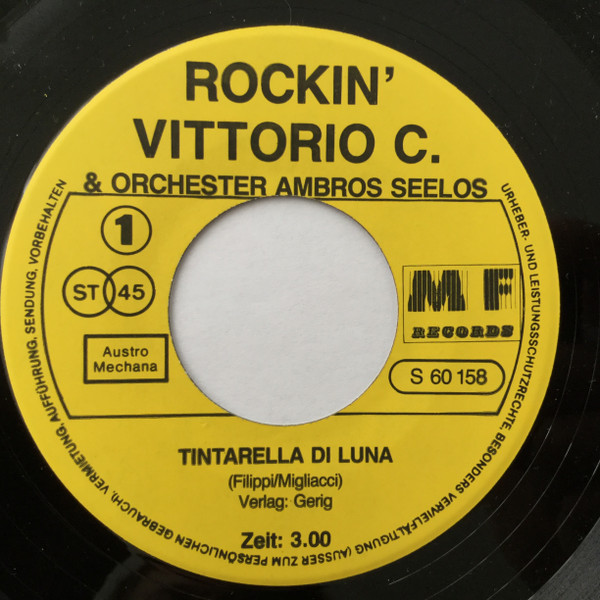 ROCKIN'
VITTORIO C.
& ORCHESTER AMBROS SEELOS
1
ST 45
Austro
Mechana
MF
RECORDS
S 60 158
TINTARELLA DI LUNA
(Filippi/Migliacci)
Verlag: Gerig
Zeit: 3.00
URHEBER- UND LEISTUNGSSCHUTZRECHTE, BESONDERS VERVIELFÄLTIGUNG (AUSSER ZUM PERSÖNLICHEN GEBRAUCH), VERMIETUNG, AUFFÜHRUNG, SENDUNG, VORBEHALTEN